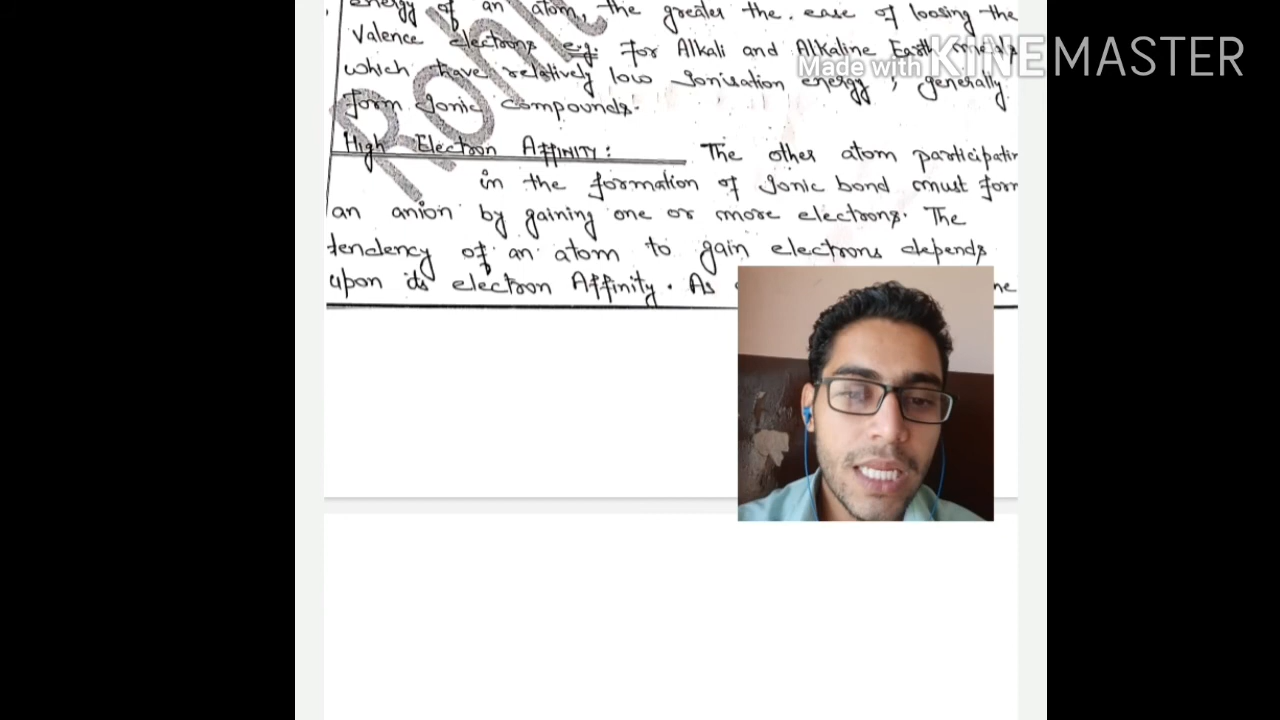 energy of an atom, the greater the ease of loosing the
Valence electrons e.g. for Alkali and Alkaline Earth metals
which have relatively low Ionisation energy ; generally
form Ionic compounds.
High Electron AFFINITY : The other atom
in the formation of Ionic bond must
an anion by gaining one or more electrons. The
tendency of an atom to gain electrons depends
upon its electron Affinity. As
Made with KINEMASTER